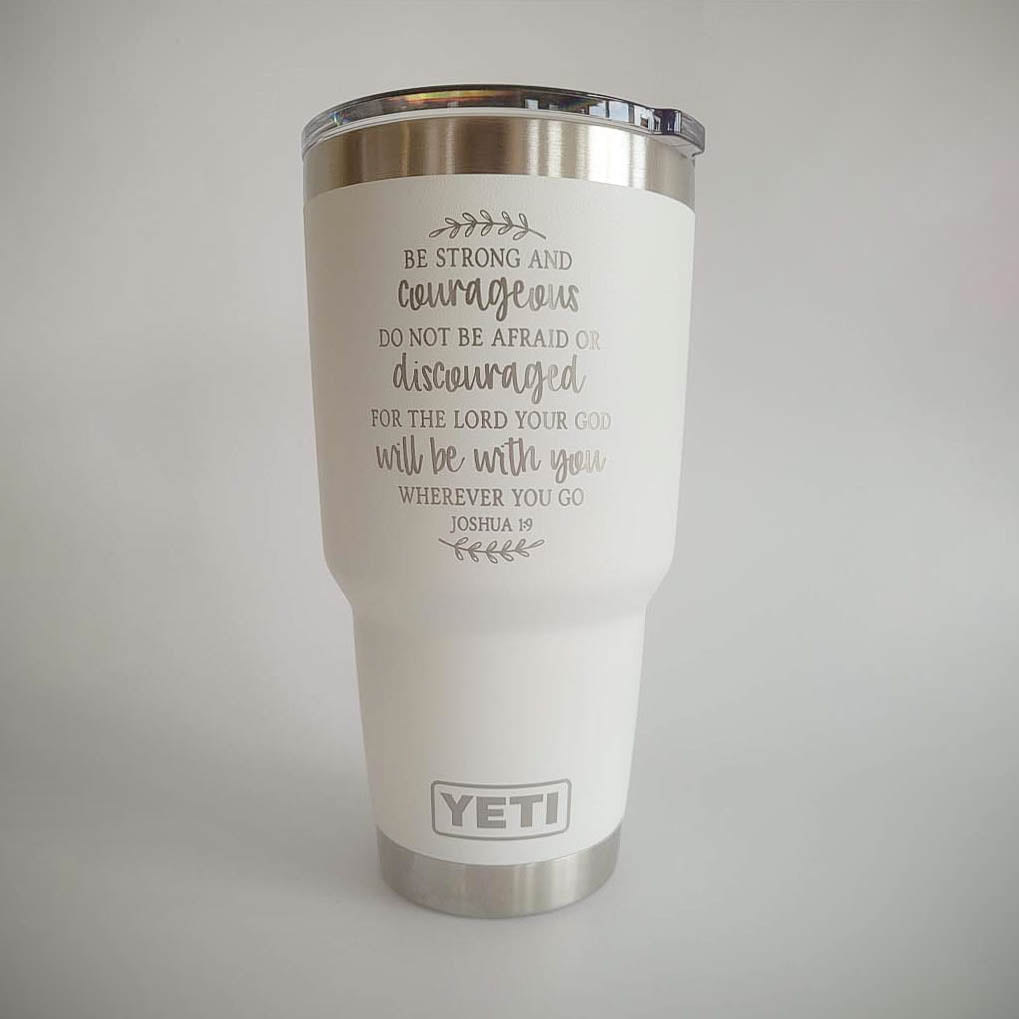 BE STRONG AND
courageous
DO NOT BE AFRAID OR
discouraged
FOR THE LORD YOUR GOD
will be with you
WHEREVER YOU GO
JOSHUA 1:9
YETI